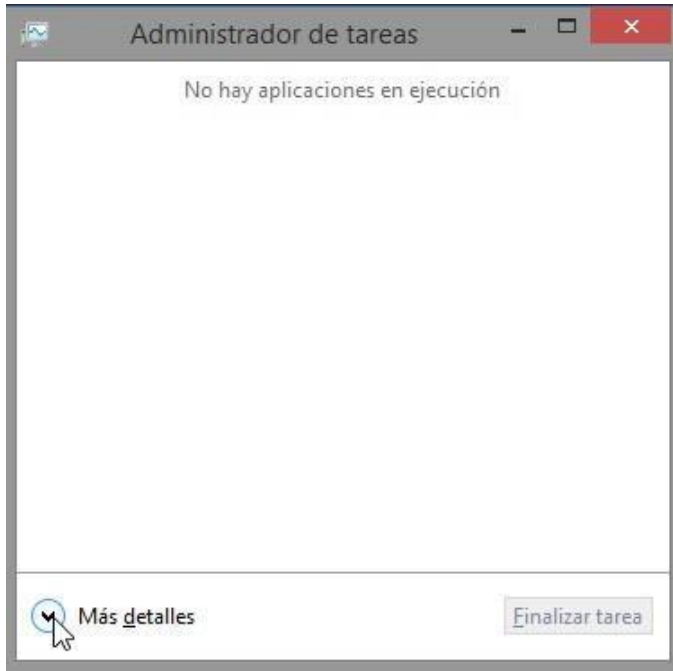 Administrador de tareas
No hay aplicaciones en ejecución
Más detalles
Finalizar tarea